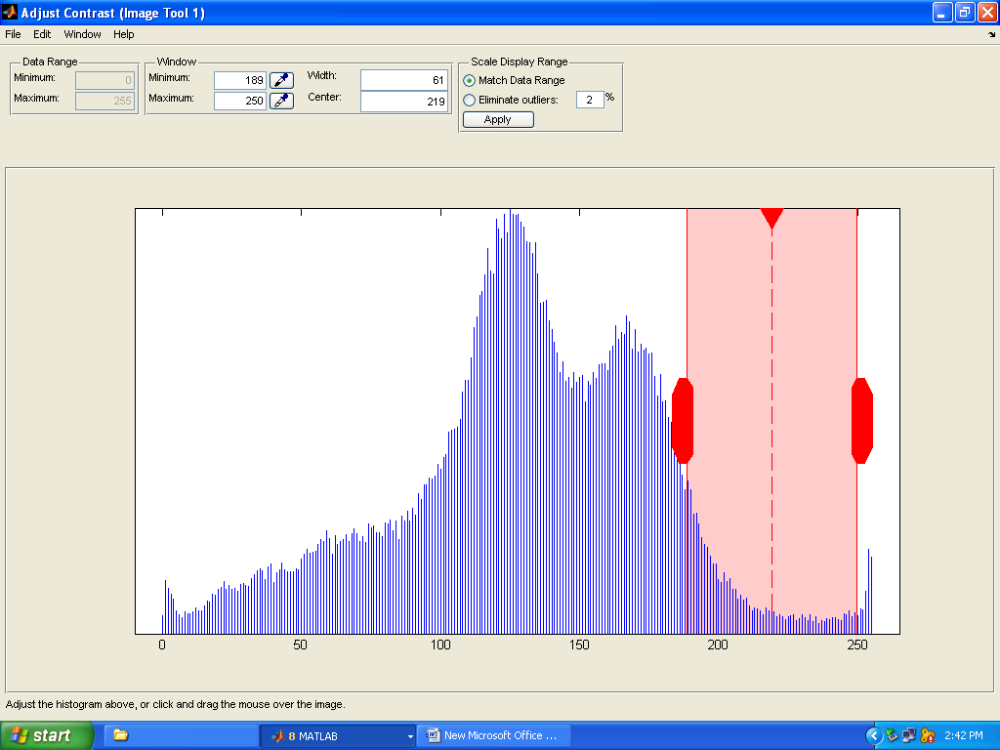 Adjust Contrast (Image Tool 1)
File Edit Window Help
Data Range
Minimum: 0
Maximum: 255
Window
Minimum: 189
Maximum: 250
Width: 61
Center: 219
Scale Display Range
Match Data Range
Eliminate outliers: 2 %
Apply
0 50 100 150 200 250
Adjust the histogram above, or click and drag the mouse over the image.
start
8 MATLAB
New Microsoft Office ...
2:42 PM